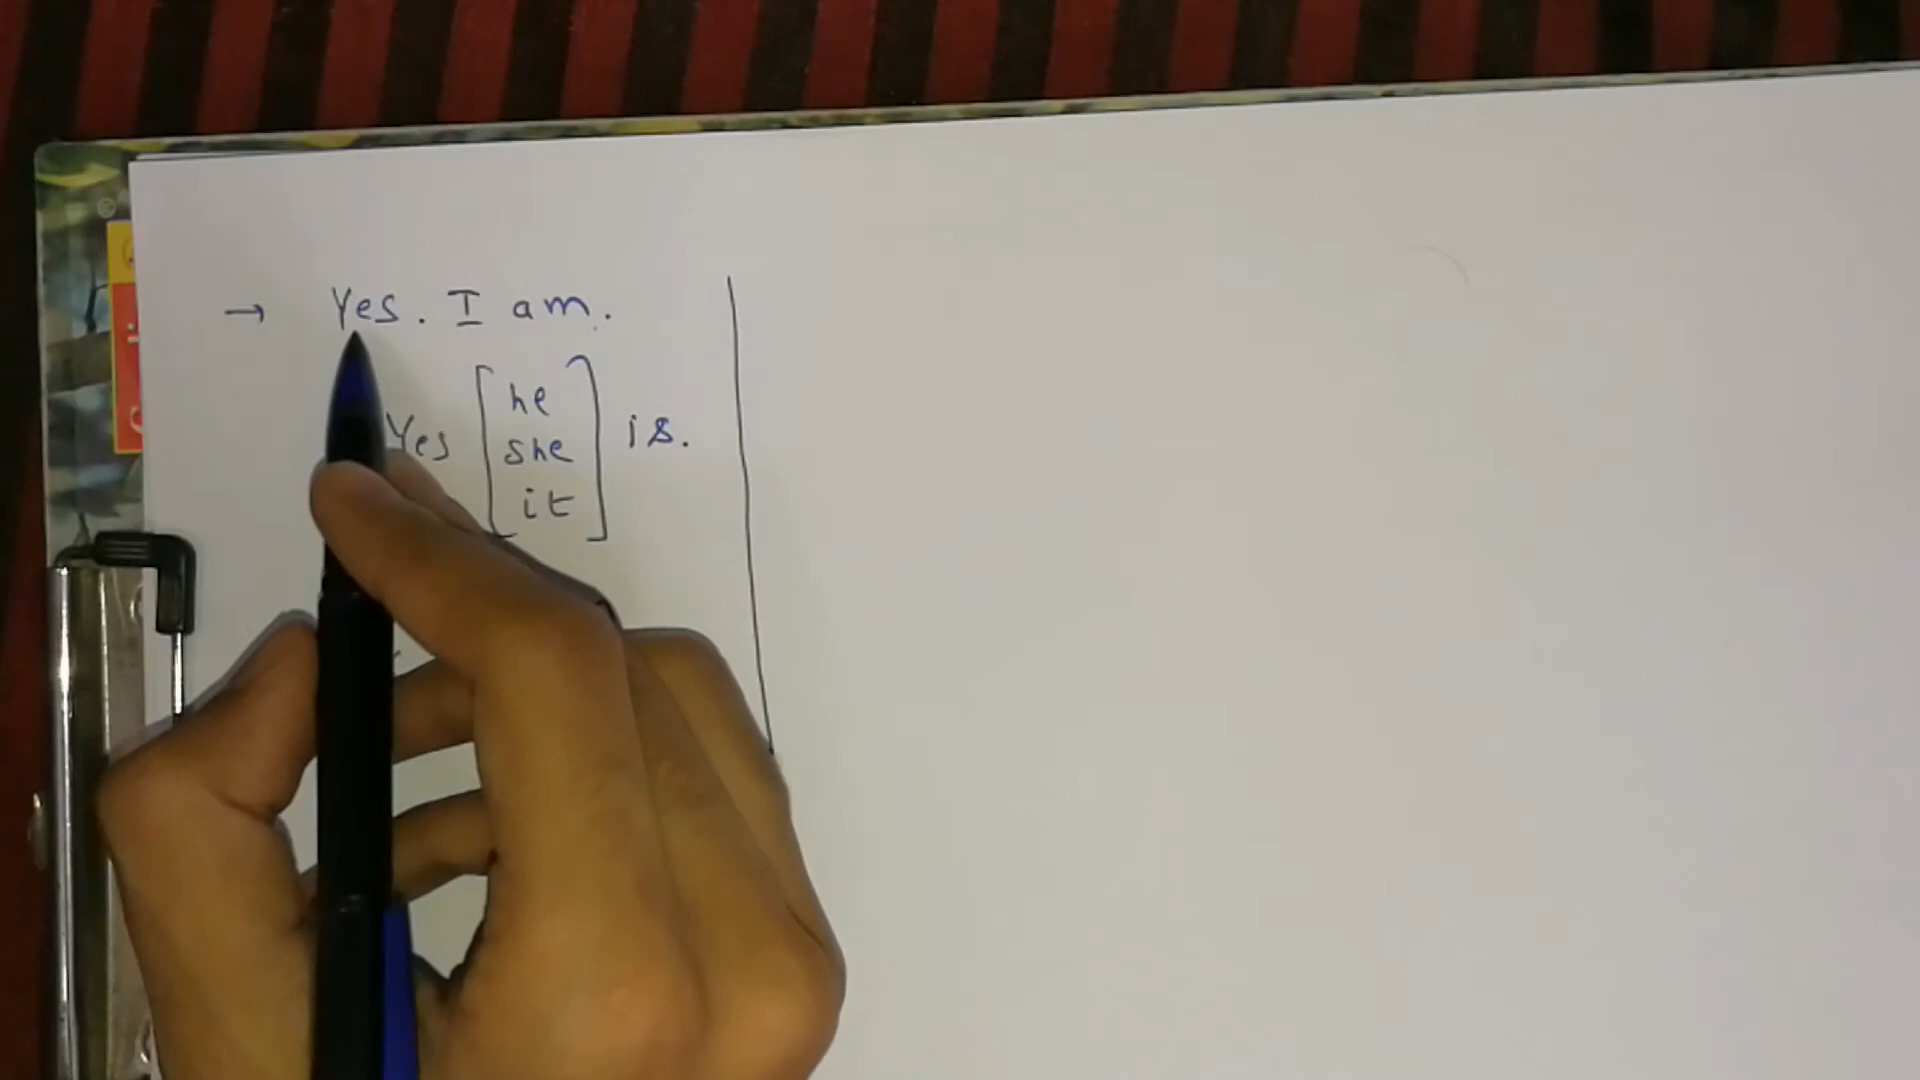 → Yes. I am.
he
Yes she is.
it